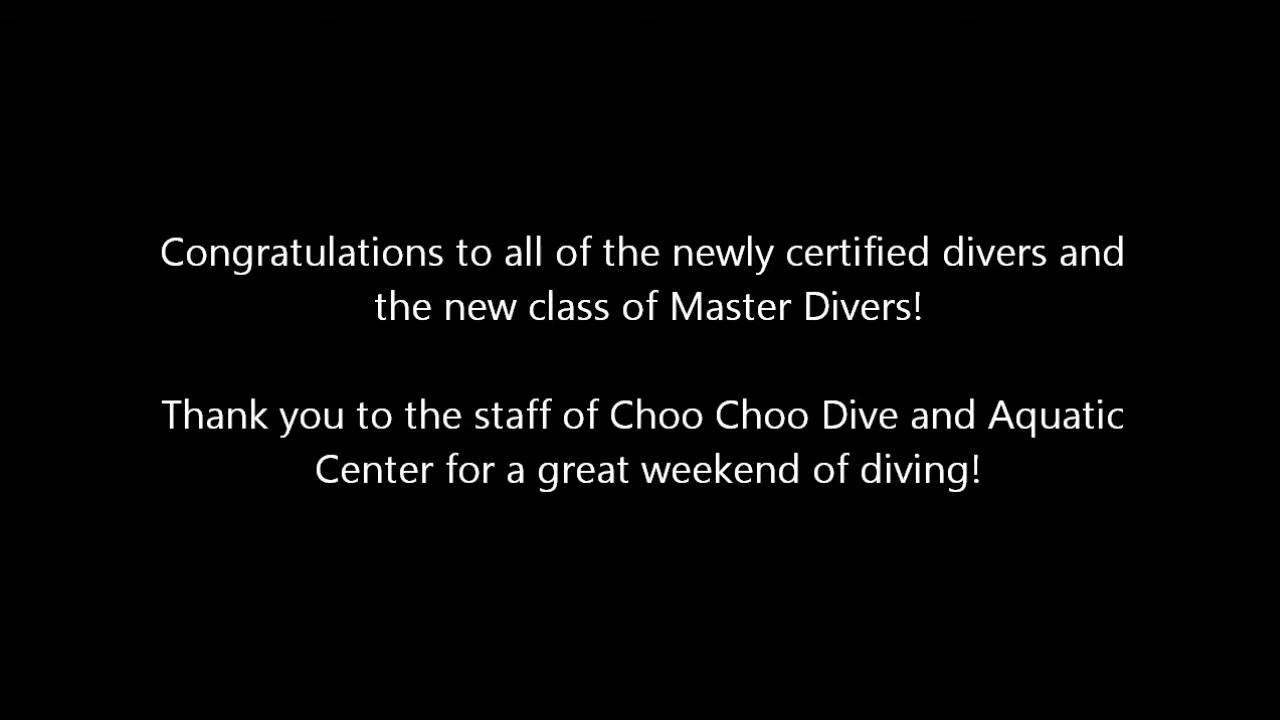 Congratulations to all of the newly certified divers and
the new class of Master Divers!
Thank you to the staff of Choo Choo Dive and Aquatic
Center for a great weekend of diving!